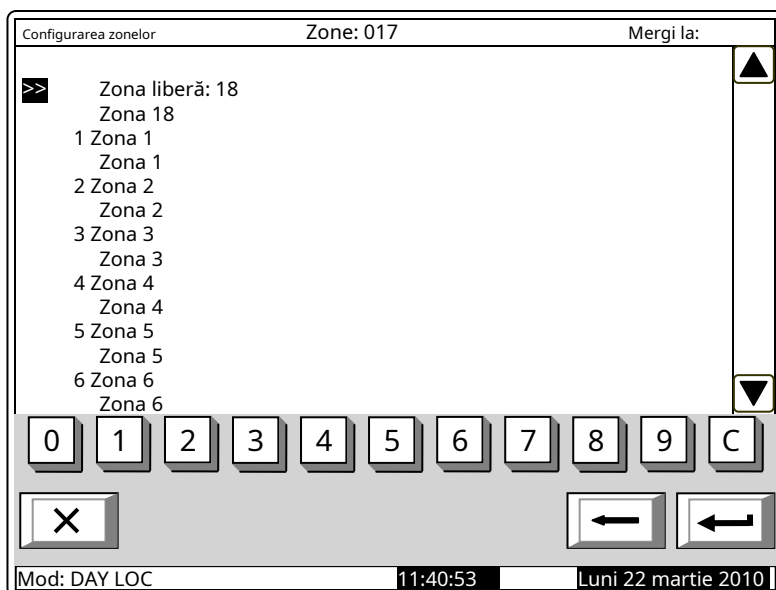 Configurarea zonelor Zone: 017 Mergi la:
>> Zona liberă: 18
Zona 18
1 Zona 1
Zona 1
2 Zona 2
Zona 2
3 Zona 3
Zona 3
4 Zona 4
Zona 4
5 Zona 5
Zona 5
6 Zona 6
Zona 6
0 1 2 3 4 5 6 7 8 9 C
Mod: DAY LOC 11:40:53 Luni 22 martie 2010